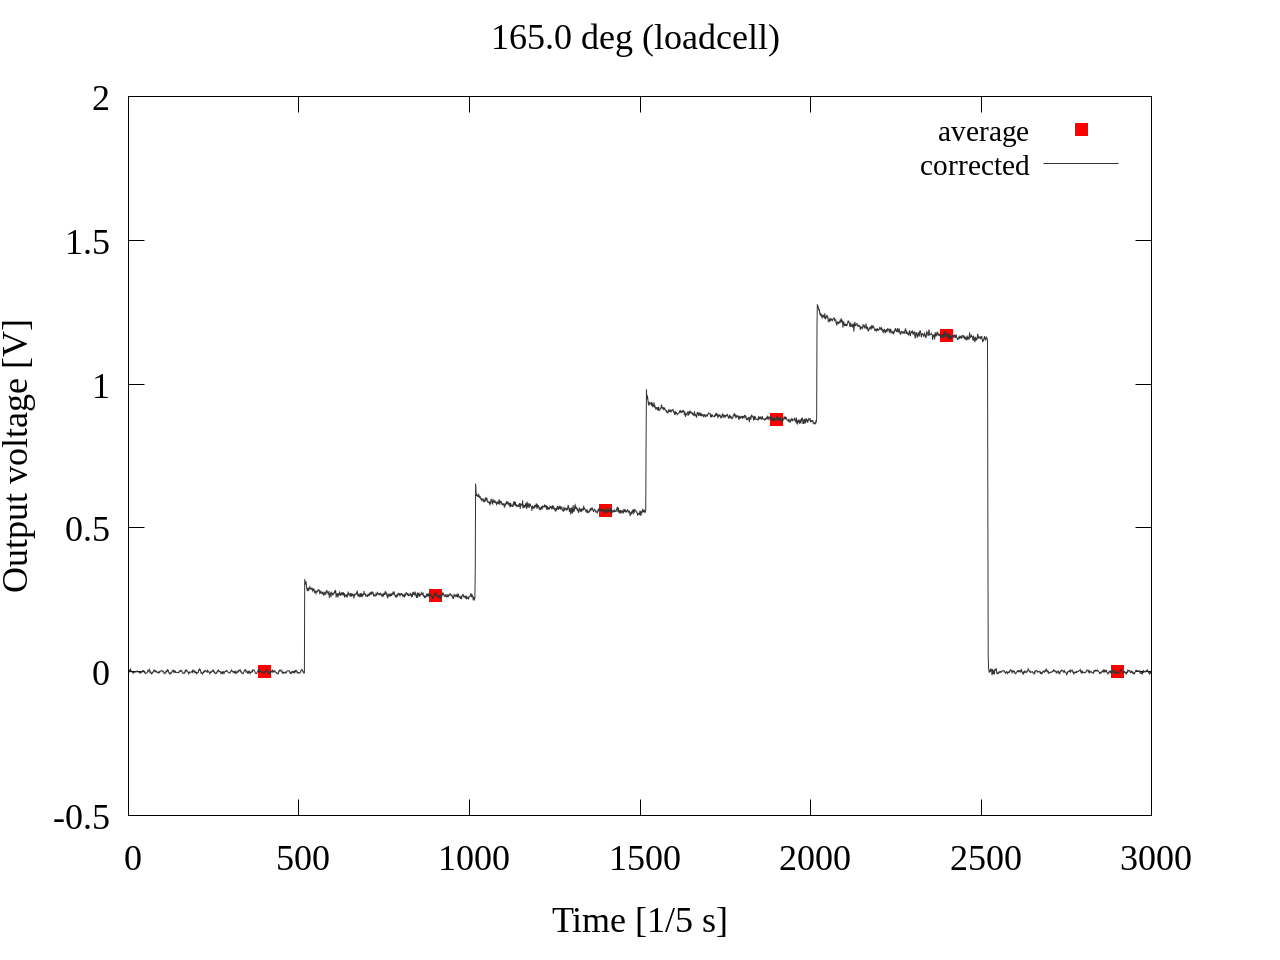 165.0 deg (loadcell)
average
corrected
2
1.5
1
0.5
0
-0.5
Output voltage [V]
0 500 1000 1500 2000 2500 3000
Time [1/5 s]